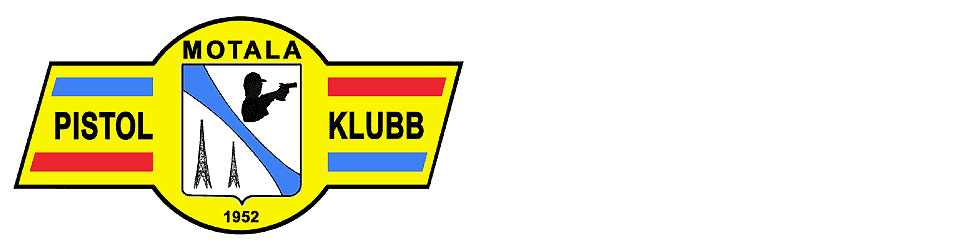 MOTALA
PISTOL KLUBB
1952